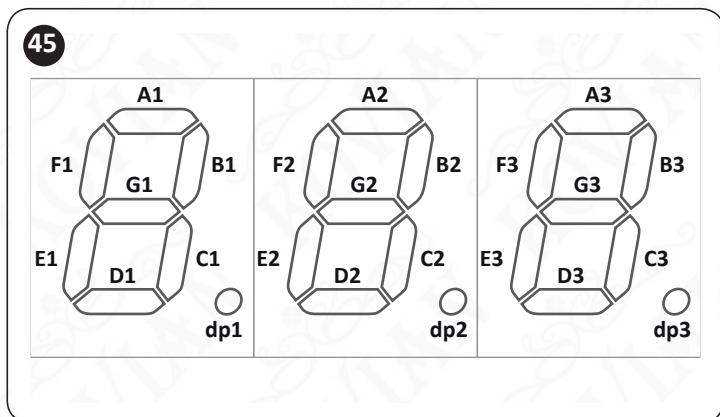 45
A1 A2 A3
F1 B1 F2 B2 F3 B3
G1 G2 G3
E1 D1 C1 E2 D2 C2 E3 D3 C3
dp1 dp2 dp3